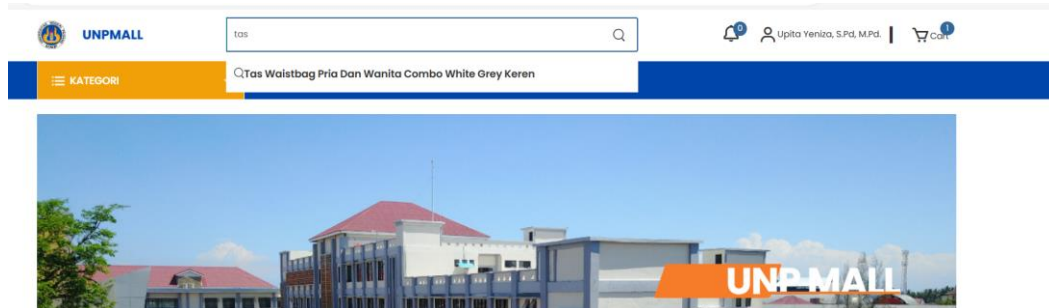 UNPMALL
tas
0
Upita Yeniza, S.Pd, M.Pd.
1
Cart
KATEGORI
Tas Waistbag Pria Dan Wanita Combo White Grey Keren
UNP MALL